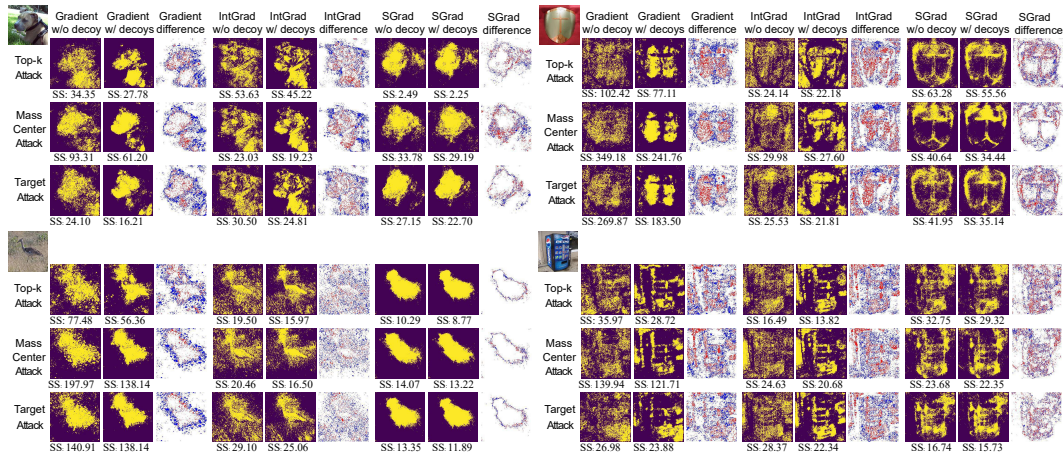 Gradient Gradient Gradient IntGrad IntGrad IntGrad SGrad SGrad SGrad
w/o decoy w/ decoys difference w/o decoy w/ decoys difference w/o decoy w/ decoys difference
Top-k
Attack
SS: 34.35 SS: 27.78 SS: 53.63 SS: 45.22 SS: 2.49 SS: 2.25
Mass
Center
Attack
SS: 93.31 SS: 61.20 SS: 23.03 SS: 19.23 SS: 33.78 SS: 29.19
Target
Attack
SS: 24.10 SS: 16.21 SS: 30.50 SS: 24.81 SS: 27.15 SS: 22.70
Gradient Gradient Gradient IntGrad IntGrad IntGrad SGrad SGrad SGrad
w/o decoy w/ decoys difference w/o decoy w/ decoys difference w/o decoy w/ decoys difference
Top-k
Attack
SS: 102.42 SS: 77.11 SS: 24.14 SS: 22.18 SS: 63.28 SS: 55.56
Mass
Center
Attack
SS: 349.18 SS: 241.76 SS: 29.98 SS: 27.60 SS: 40.64 SS: 34.44
Target
Attack
SS: 269.87 SS: 183.50 SS: 25.53 SS: 21.81 SS: 41.95 SS: 35.14
Top-k
Attack
SS: 77.48 SS: 56.36 SS: 19.50 SS: 15.97 SS: 10.29 SS: 8.77
Mass
Center
Attack
SS: 197.97 SS: 138.14 SS: 20.46 SS: 16.50 SS: 14.07 SS: 13.22
Target
Attack
SS: 140.91 SS: 138.14 SS: 29.10 SS: 25.06 SS: 13.35 SS: 11.89
Top-k
Attack
SS: 35.97 SS: 28.72 SS: 16.49 SS: 13.82 SS: 32.75 SS: 29.32
Mass
Center
Attack
SS: 139.94 SS: 121.71 SS: 24.63 SS: 20.68 SS: 23.68 SS: 22.35
Target
Attack
SS: 26.98 SS: 23.88 SS: 28.37 SS: 22.34 SS: 16.74 SS: 15.73